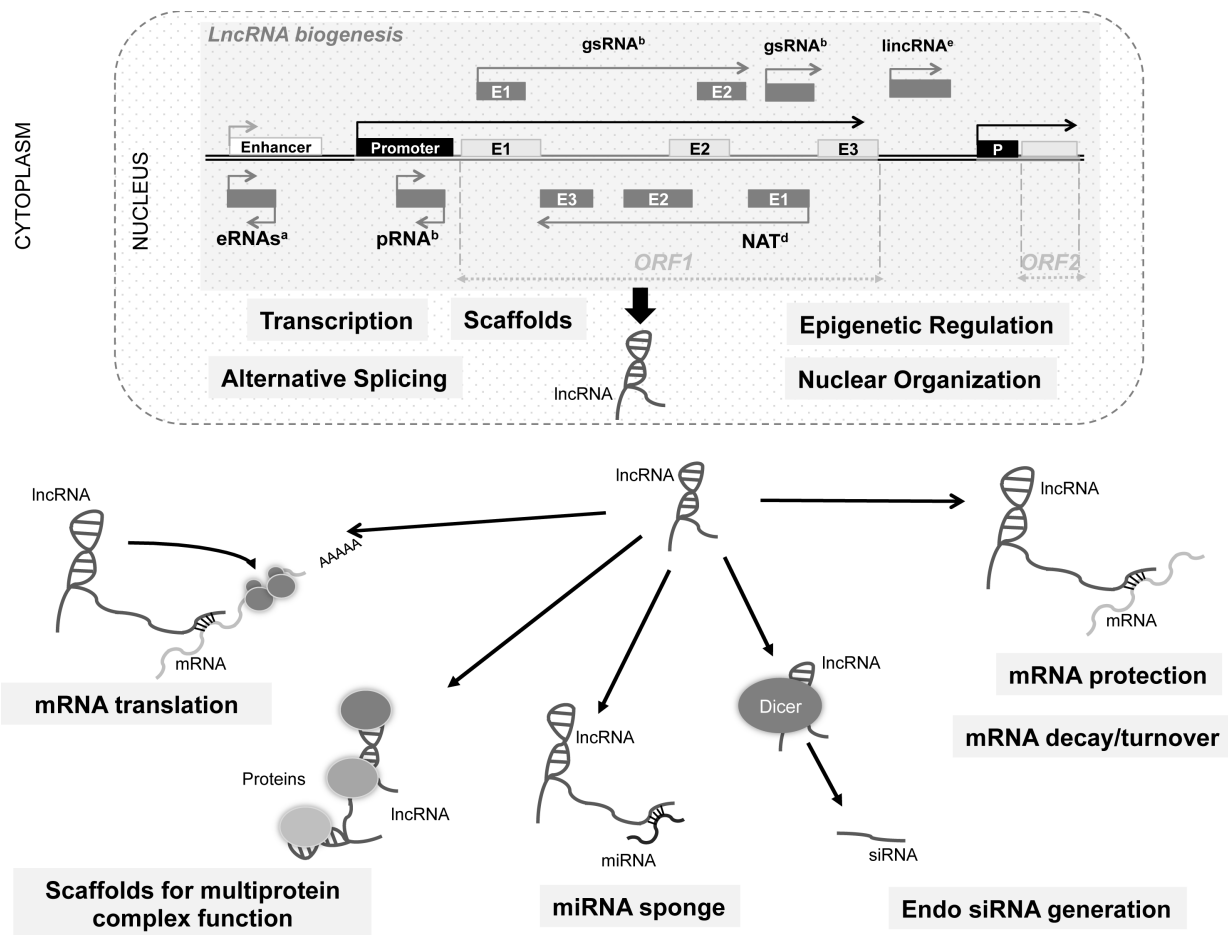 LncRNA biogenesis
gsRNAᵇ
gsRNAᵇ
lincRNAᵉ
E1
E2
Enhancer
Promoter
E1
E2
E3
P
E3
E2
E1
eRNAsᵃ
pRNAᵇ
NATᵈ
ORF1
ORF2
CYTOPLASM
NUCLEUS
Transcription
Scaffolds
Epigenetic Regulation
Alternative Splicing
Nuclear Organization
lncRNA
lncRNA
lncRNA
lncRNA
AAAAA
mRNA
mRNA
mRNA translation
mRNA protection
mRNA decay/turnover
lncRNA
Dicer
lncRNA
Proteins
lncRNA
miRNA
siRNA
Scaffolds for multiprotein
complex function
miRNA sponge
Endo siRNA generation